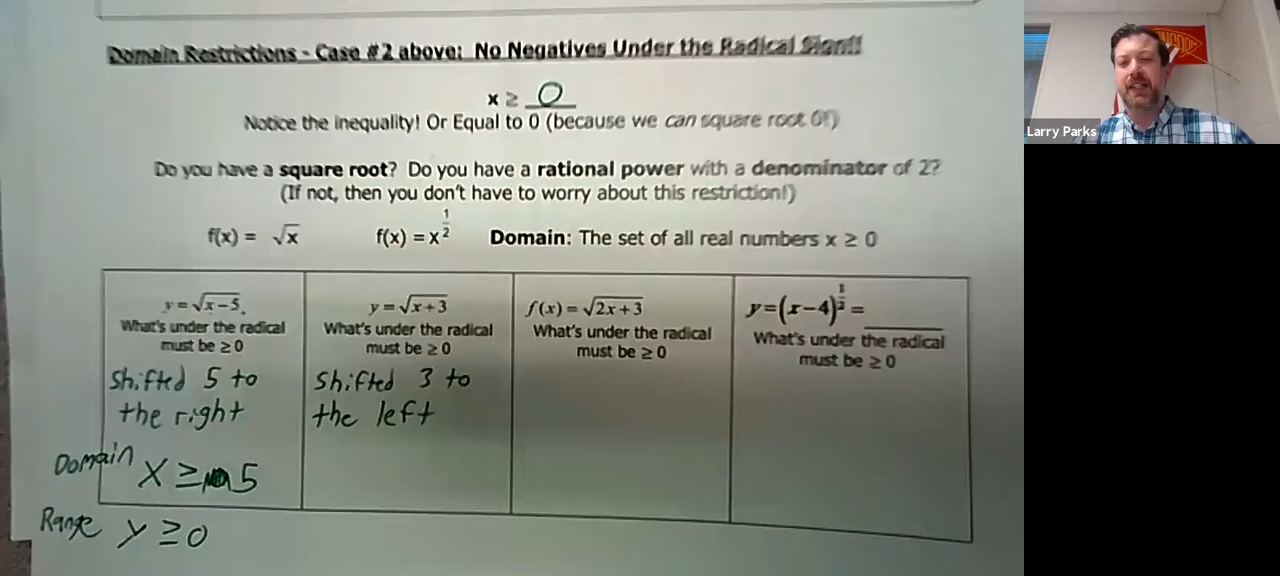 Domain Restrictions - Case #2 above: No Negatives Under the Radical Sign!!
x ≥ 0
Notice the inequality! Or Equal to 0 (because we can square root 0!)
Do you have a square root? Do you have a rational power with a denominator of 2?
(If not, then you don't have to worry about this restriction!)
f(x) = √x f(x) = x^{1/2} Domain: The set of all real numbers x ≥ 0
y = √x-5
What's under the radical
must be ≥ 0
Shifted 5 to
the right
Domain x ≥ 5
Range y ≥ 0
y = √x+3
What's under the radical
must be ≥ 0
Shifted 3 to
the left
f(x) = √2x+3
What's under the radical
must be ≥ 0
y=(x-4)^{1/2} =
What's under the radical
must be ≥ 0
KINGDOM
Larry Parks